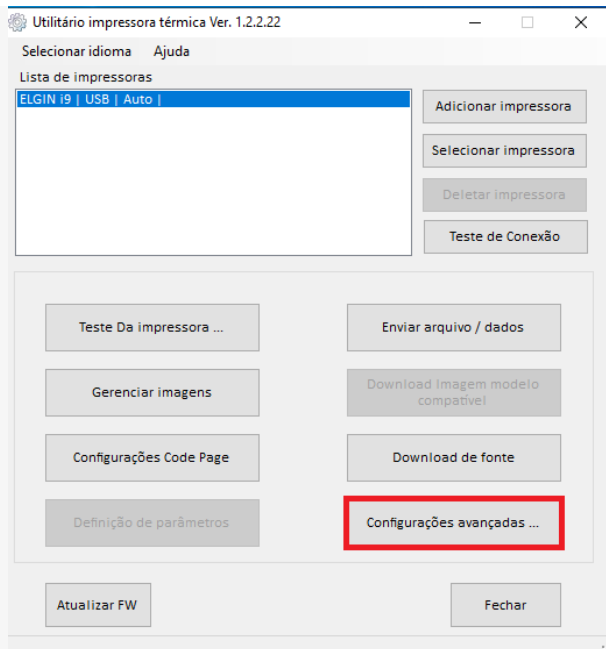 Utilitário impressora térmica Ver. 1.2.2.22
Selecionar idioma Ajuda
Lista de impressoras
ELGIN i9 | USB | Auto |
Adicionar impressora
Selecionar impressora
Deletar impressora
Teste de Conexão
Teste Da impressora ...
Enviar arquivo / dados
Gerenciar imagens
Download Imagem modelo
compatível
Configurações Code Page
Download de fonte
Definição de parâmetros
Configurações avançadas ...
Atualizar FW
Fechar